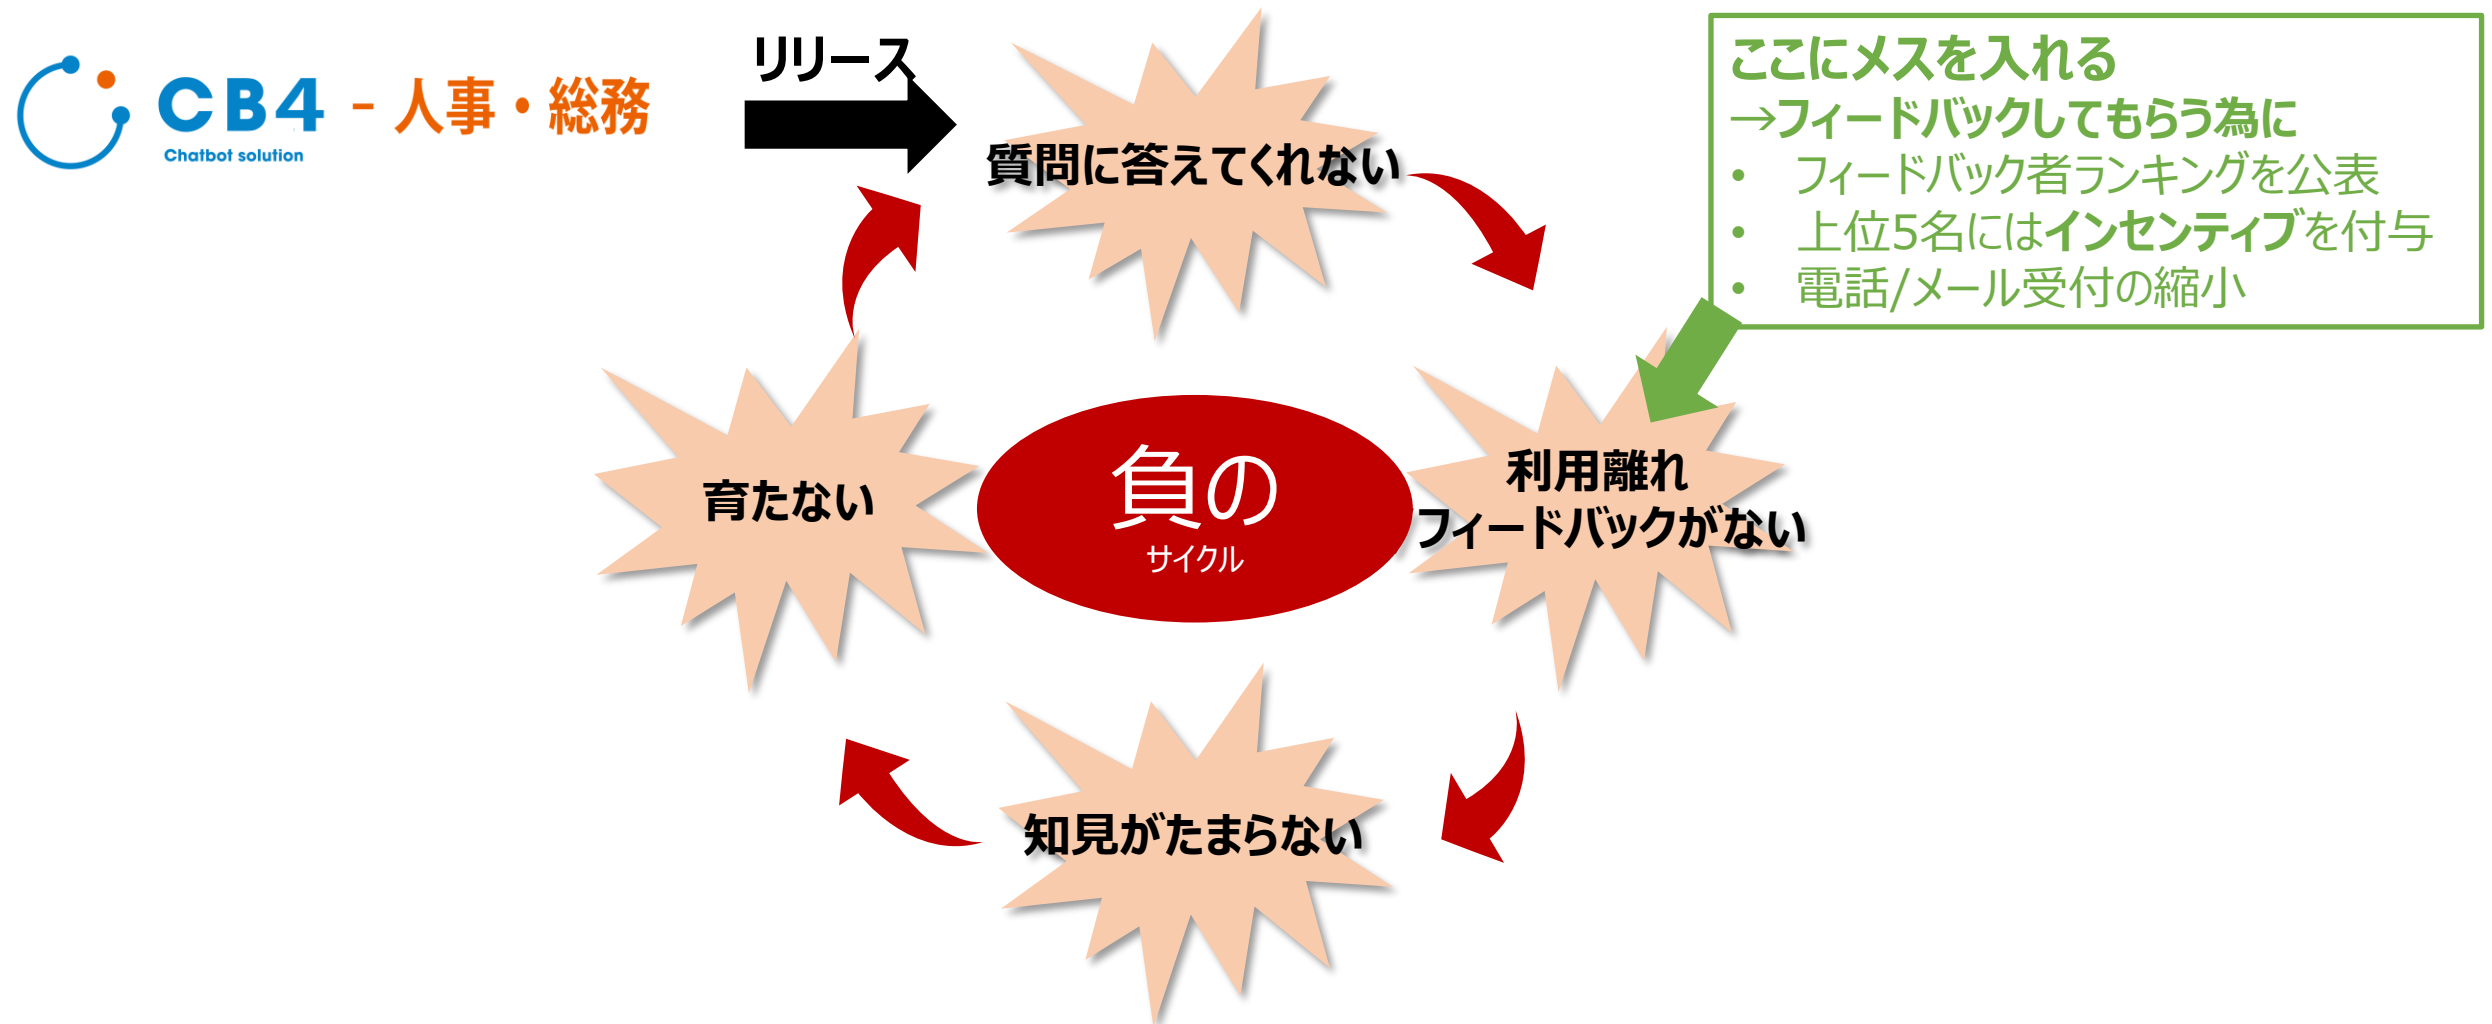 CB4 - 人事・総務
Chatbot solution
リリース
質問に答えてくれない
ここにメスを入れる
→フィードバックしてもらう為に
• フィードバック者ランキングを公表
• 上位5名にはインセンティブを付与
• 電話/メール受付の縮小
育たない
負の
サイクル
利用離れ
フィードバックがない
知見がたまらない